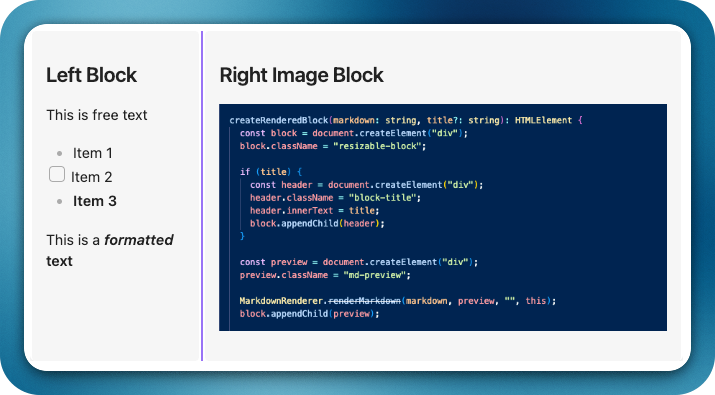 Left Block
This is free text
Item 1
Item 2
Item 3
This is a formatted
text
Right Image Block
createRenderedBlock(markdown: string, title?: string): HTMLElement {
const block = document.createElement("div");
block.className = "resizable-block";
if (title) {
const header = document.createElement("div");
header.className = "block-title";
header.innerText = title;
block.appendChild(header);
}
const preview = document.createElement("div");
preview.className = "md-preview";
MarkdownRenderer.renderMarkdown(markdown, preview, "", this);
block.appendChild(preview);